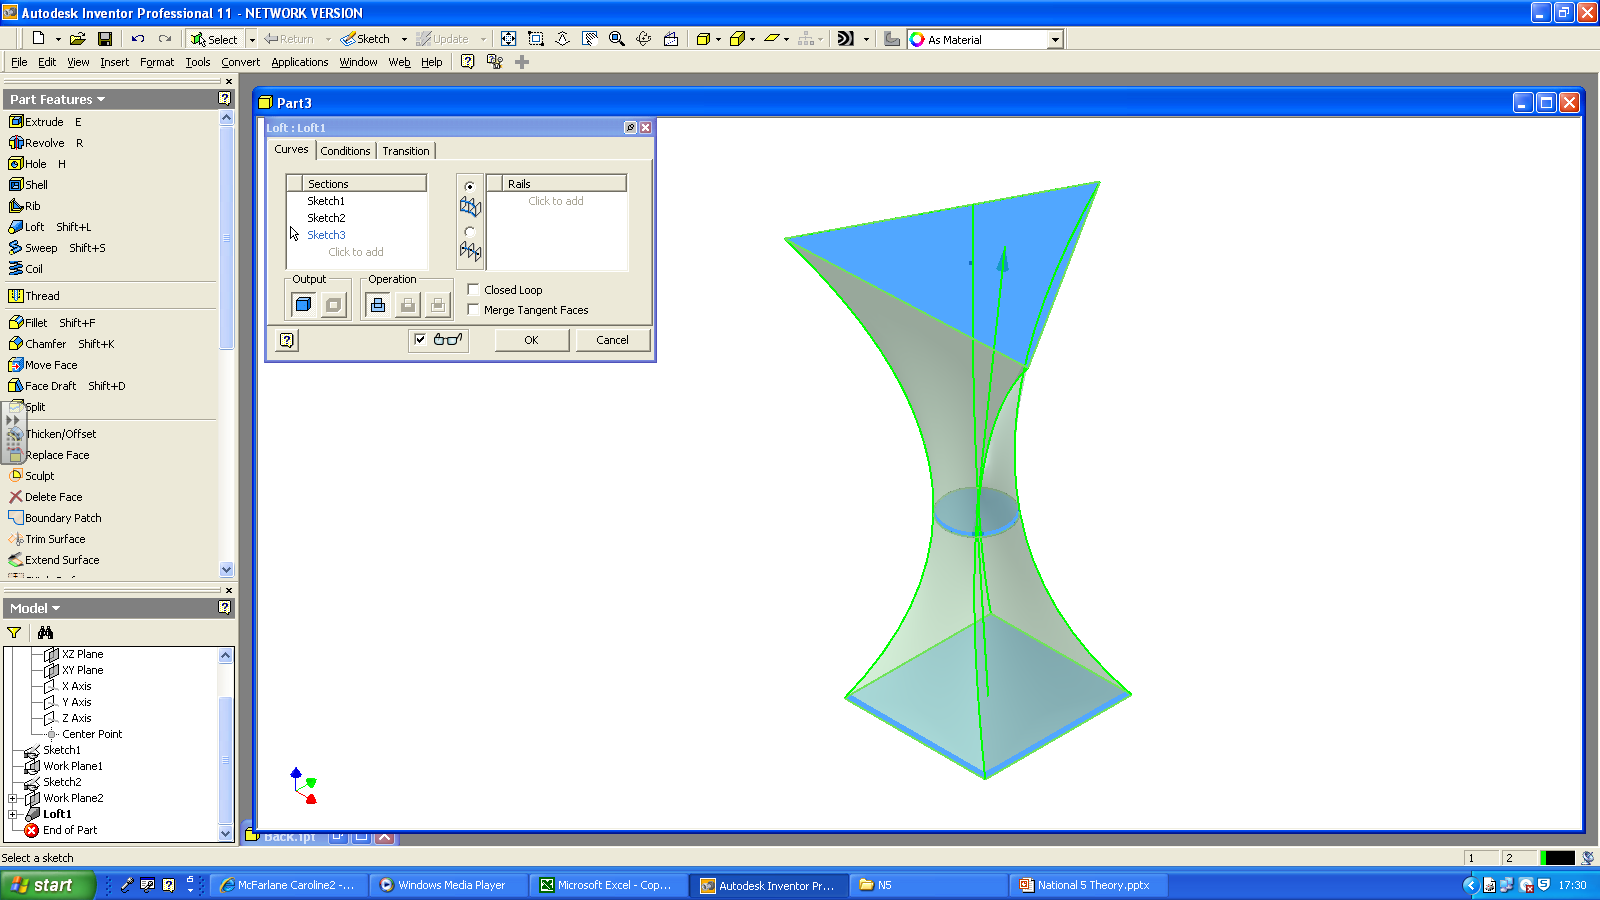 Autodesk Inventor Professional 11 - NETWORK VERSION
Select Return Sketch Update As Material
File Edit View Insert Format Tools Convert Applications Window Web Help
Part Features
Extrude E
Revolve R
Hole H
Shell
Rib
Loft Shift+L
Sweep Shift+S
Coil
Thread
Fillet Shift+F
Chamfer Shift+K
Move Face
Face Draft Shift+D
Split
Thicken/Offset
Replace Face
Sculpt
Delete Face
Boundary Patch
Trim Surface
Extend Surface
Model
XZ Plane
XY Plane
X Axis
Y Axis
Z Axis
Center Point
Sketch1
Work Plane1
Sketch2
Work Plane2
Loft1
End of Part
Part3
Loft : Loft1
Curves Conditions Transition
Sections
Sketch1
Sketch2
Sketch3
Click to add
Rails
Click to add
Output
Operation
Closed Loop
Merge Tangent Faces
OK Cancel
Back.ipt
Select a sketch
1 2
start
McFarlane Caroline2 -...
Windows Media Player
Microsoft Excel - Cop...
Autodesk Inventor Pr...
N5
National 5 Theory.pptx
17:30